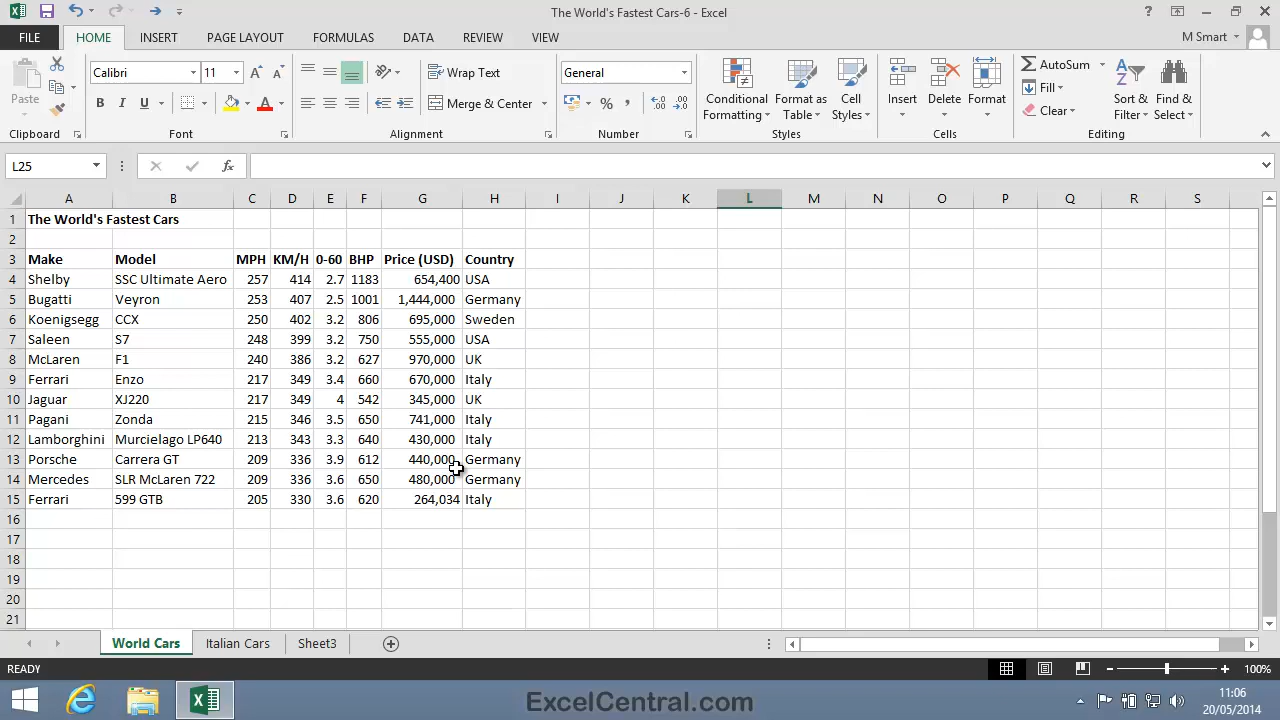 The World's Fastest Cars-6 - Excel
FILE HOME INSERT PAGE LAYOUT FORMULAS DATA REVIEW VIEW M Smart
Paste
Calibri 11
B I U A
Wrap Text
Merge & Center
General
% ,
Conditional Formatting
Format as Table
Cell Styles
Insert Delete Format
AutoSum
Fill
Clear
Sort & Filter
Find & Select
Clipboard Font Alignment Number Styles Cells Editing
L25 fx
A B C D E F G H I J K L M N O P Q R S
1 The World's Fastest Cars
2
3 Make Model MPH KM/H 0-60 BHP Price (USD) Country
4 Shelby SSC Ultimate Aero 257 414 2.7 1183 654,400 USA
5 Bugatti Veyron 253 407 2.5 1001 1,444,000 Germany
6 Koenigsegg CCX 250 402 3.2 806 695,000 Sweden
7 Saleen S7 248 399 3.2 750 555,000 USA
8 McLaren F1 240 386 3.2 627 970,000 UK
9 Ferrari Enzo 217 349 3.4 660 670,000 Italy
10 Jaguar XJ220 217 349 4 542 345,000 UK
11 Pagani Zonda 215 346 3.5 650 741,000 Italy
12 Lamborghini Murcielago LP640 213 343 3.3 640 430,000 Italy
13 Porsche Carrera GT 209 336 3.9 612 440,000 Germany
14 Mercedes SLR McLaren 722 209 336 3.6 650 480,000 Germany
15 Ferrari 599 GTB 205 330 3.6 620 264,034 Italy
16
17
18
19
20
21
World Cars Italian Cars Sheet3
READY 100%
ExcelCentral.com
11:06
20/05/2014